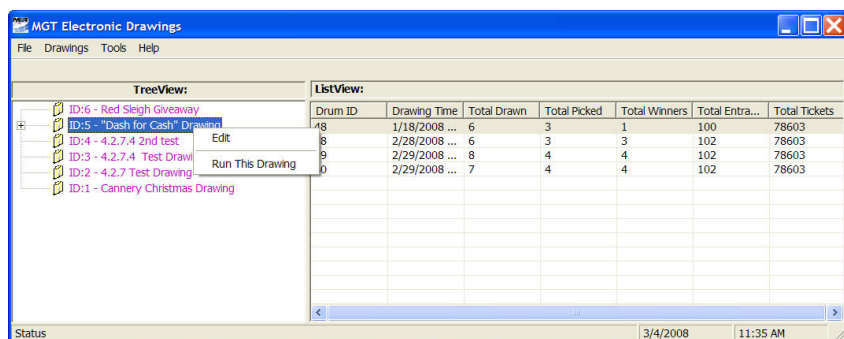 MGT Electronic Drawings
File Drawings Tools Help
TreeView:
ListView:
ID:6 - Red Sleigh Giveaway
ID:5 - "Dash for Cash" Drawing
ID:4 - 4.2.7.4 2nd test
ID:3 - 4.2.7.4 Test Drawi
ID:2 - 4.2.7 Test Drawing
ID:1 - Cannery Christmas Drawing
Edit
Run This Drawing
Drum ID Drawing Time Total Drawn Total Picked Total Winners Total Entra... Total Tickets
48 1/18/2008 ... 6 3 1 100 78603
8 2/28/2008 ... 6 3 3 102 78603
9 2/29/2008 ... 8 4 4 102 78603
0 2/29/2008 ... 7 4 4 102 78603
Status 3/4/2008 11:35 AM